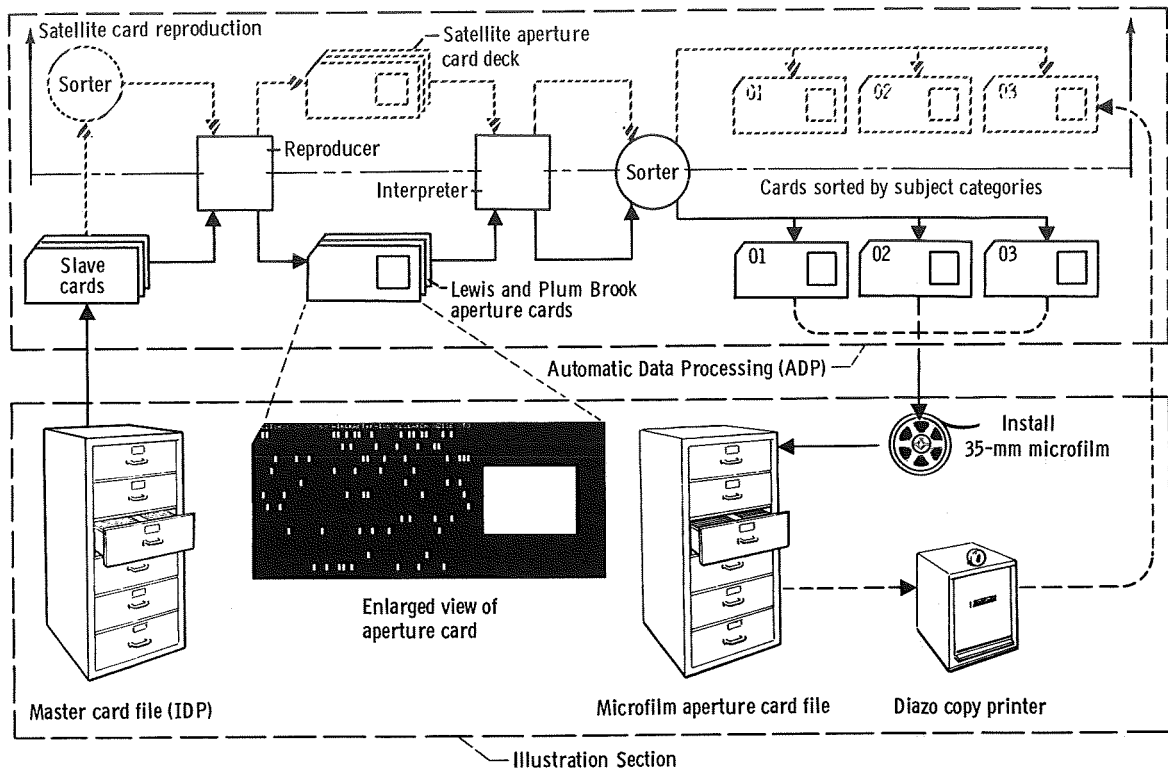 Satellite card reproduction
Sorter
Satellite aperture
card deck
01
02
03
Reproducer
Interpreter
Sorter
Cards sorted by subject categories
Slave
cards
01
02
03
Lewis and Plum Brook
aperture cards
Automatic Data Processing (ADP)
Install
35-mm microfilm
Enlarged view of
aperture card
Master card file (IDP)
Microfilm aperture card file
Diazo copy printer
Illustration Section